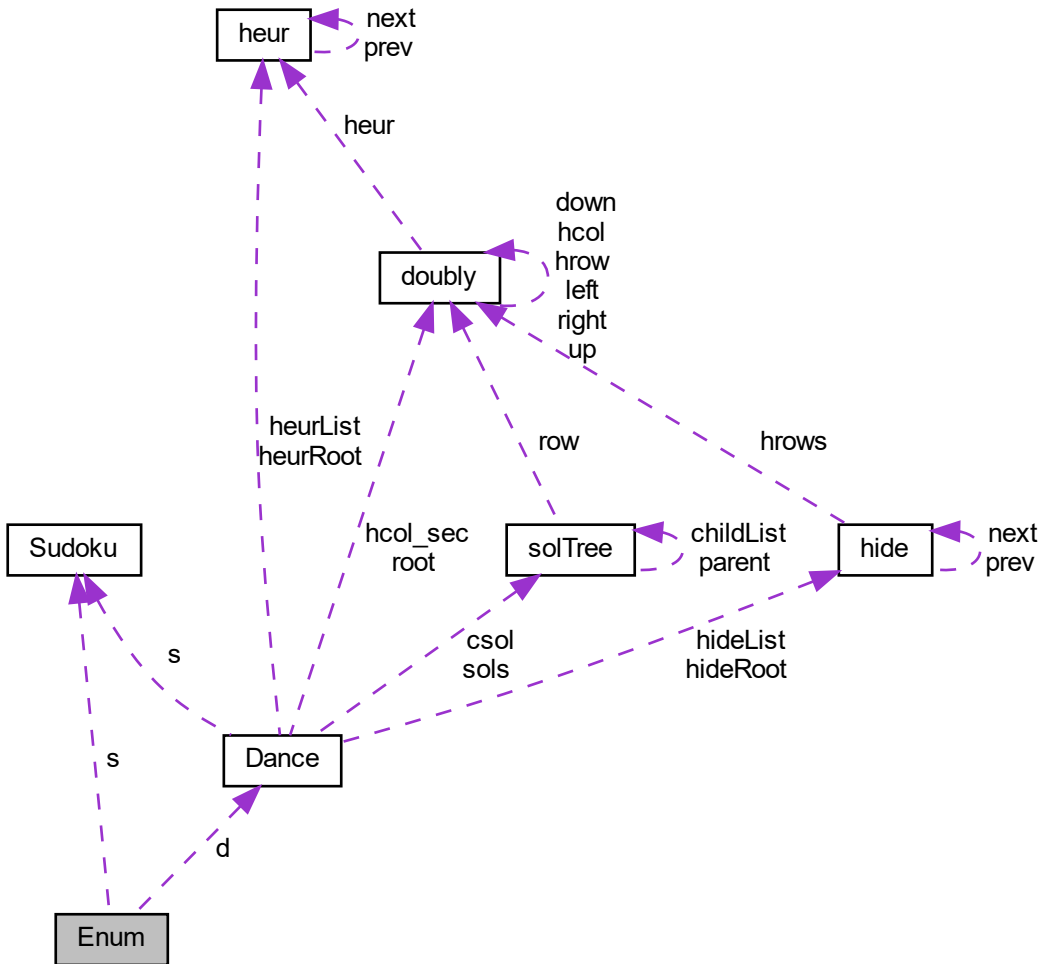 heur
next
prev
heur
down
hcol
hrow
left
right
up
doubly
heurList
heurRoot
row
hrows
hcol_sec
root
Sudoku
solTree
childList
parent
hide
next
prev
s
csol
sols
hideList
hideRoot
Dance
s
d
Enum